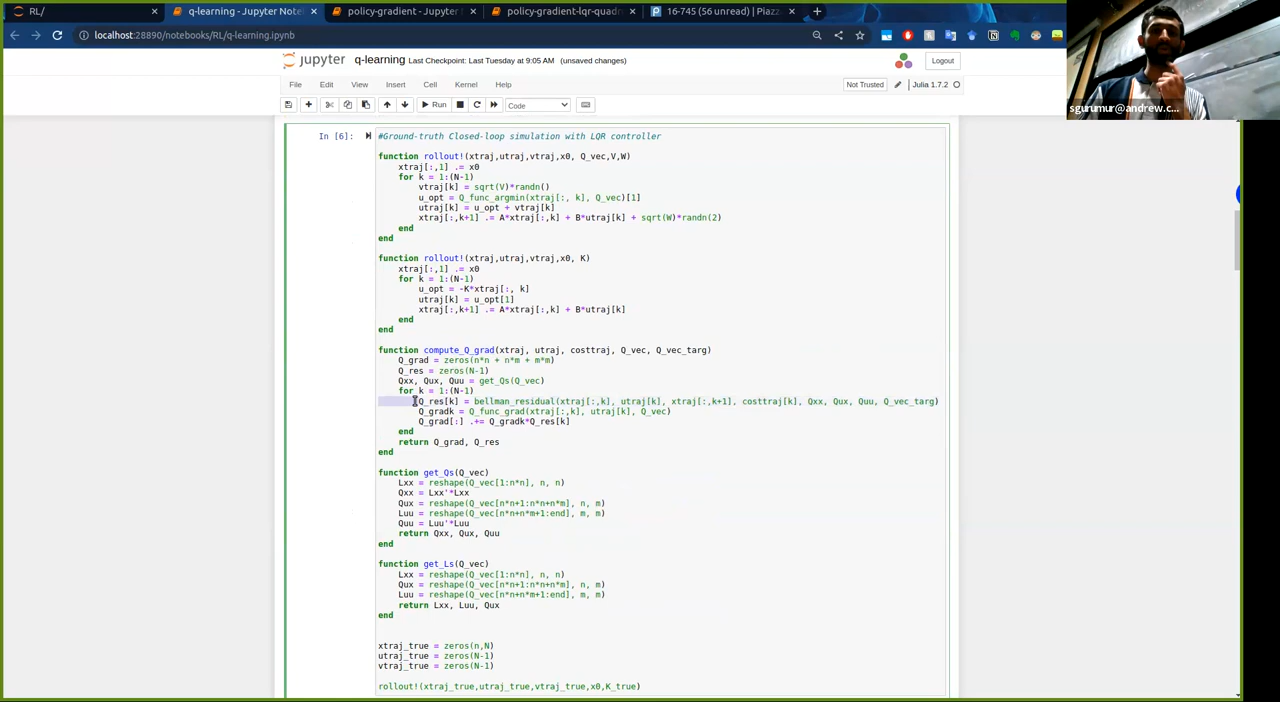 RL/
q-learning - Jupyter Note
policy-gradient - Jupyter N
policy-gradient-lqr-quadr
16-745 (56 unread) | Piazz
localhost:28890/notebooks/RL/q-learning.ipynb
sgurumur@andrew.c...
jupyter q-learning Last Checkpoint: Last Tuesday at 9:05 AM (unsaved changes)
Logout
File Edit View Insert Cell Kernel Help
Not Trusted
Julia 1.7.2
Run
Code
In [6]:
#Ground-truth Closed-loop simulation with LQR controller
function rollout!(xtraj,utraj,vtraj,x0, Q_vec,V,W)
xtraj[:,1] .= x0
for k = 1:(N-1)
vtraj[k] = sqrt(V)*randn()
u_opt = Q_func_argmin(xtraj[:, k], Q_vec)[1]
utraj[k] = u_opt + vtraj[k]
xtraj[:,k+1] .= A*xtraj[:,k] + B*utraj[k] + sqrt(W)*randn(2)
end
end
function rollout!(xtraj,utraj,vtraj,x0, K)
xtraj[:,1] .= x0
for k = 1:(N-1)
u_opt = -K*xtraj[:, k]
utraj[k] = u_opt[1]
xtraj[:,k+1] .= A*xtraj[:,k] + B*utraj[k]
end
end
function compute_Q_grad(xtraj, utraj, costtraj, Q_vec, Q_vec_targ)
Q_grad = zeros(n*n + n*m + m*m)
Q_res = zeros(N-1)
Qxx, Qux, Quu = get_Qs(Q_vec)
for k = 1:(N-1)
Q_res[k] = bellman_residual(xtraj[:,k], utraj[k], xtraj[:,k+1], costtraj[k], Qxx, Qux, Quu, Q_vec_targ)
Q_gradk = Q_func_grad(xtraj[:,k], utraj[k], Q_vec)
Q_grad[:] .+= Q_gradk*Q_res[k]
end
return Q_grad, Q_res
end
function get_Qs(Q_vec)
Lxx = reshape(Q_vec[1:n*n], n, n)
Qxx = Lxx'*Lxx
Qux = reshape(Q_vec[n*n+1:n*n+n*m], n, m)
Luu = reshape(Q_vec[n*n+n*m+1:end], m, m)
Quu = Luu'*Luu
return Qxx, Qux, Quu
end
function get_Ls(Q_vec)
Lxx = reshape(Q_vec[1:n*n], n, n)
Qux = reshape(Q_vec[n*n+1:n*n+n*m], n, m)
Luu = reshape(Q_vec[n*n+n*m+1:end], m, m)
return Lxx, Luu, Qux
end
xtraj_true = zeros(n,N)
utraj_true = zeros(N-1)
vtraj_true = zeros(N-1)
rollout!(xtraj_true,utraj_true,vtraj_true,x0,K_true)